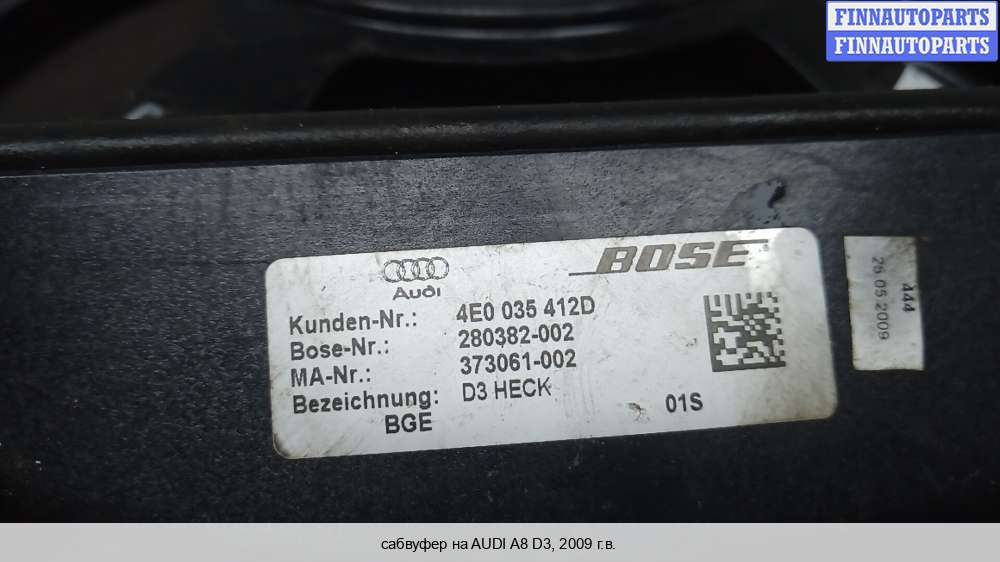 FINNAUTOPARTS
FINNAUTOPARTS
Audi
BOSE
Kunden-Nr.: 4E0 035 412D
Bose-Nr.: 280382-002
MA-Nr.: 373061-002
Bezeichnung: D3 HECK
BGE
01S
444
26 05 2009
сабвуфер на AUDI A8 D3, 2009 г.в.